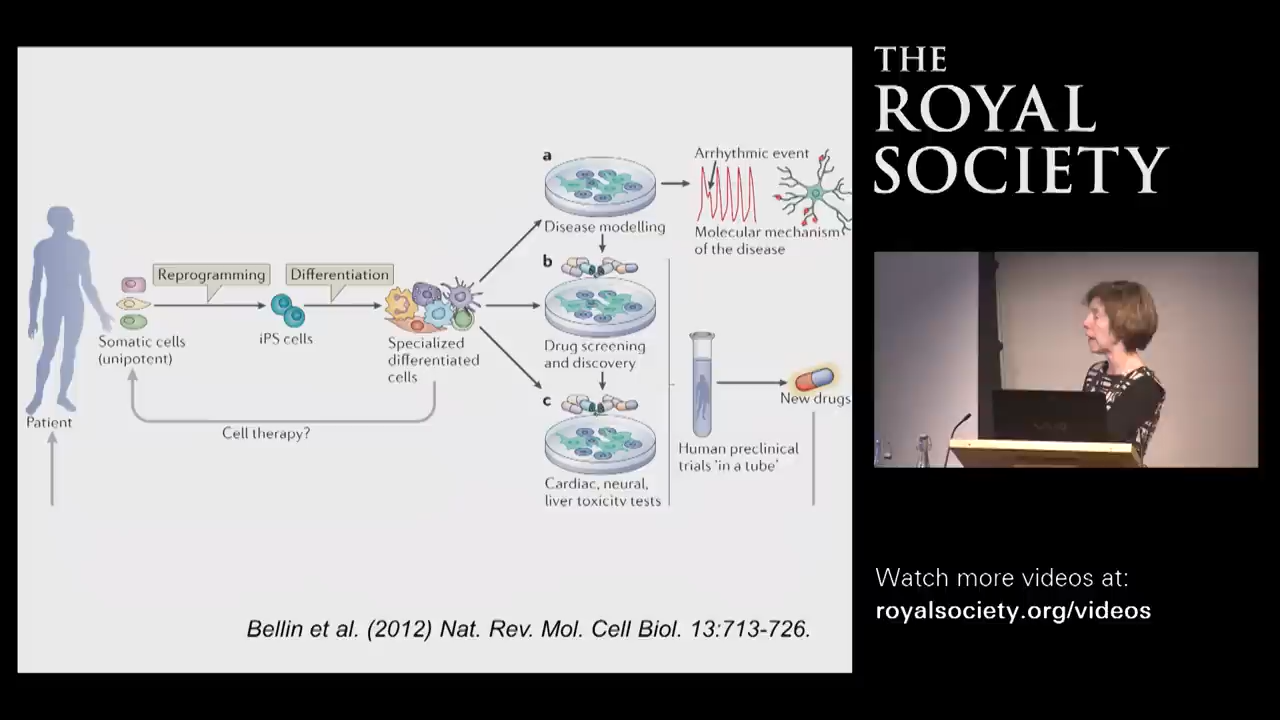 THE
ROYAL
SOCIETY
a
Arrhythmic event
Disease modelling
Molecular mechanism
of the disease
Reprogramming
Differentiation
b
Somatic cells
(unipotent)
iPS cells
Specialized
differentiated
cells
Drug screening
and discovery
c
New drugs
Patient
Cell therapy?
Human preclinical
trials 'in a tube'
Cardiac, neural,
liver toxicity tests
Bellin et al. (2012) Nat. Rev. Mol. Cell Biol. 13:713-726.
Watch more videos at:
royalsociety.org/videos